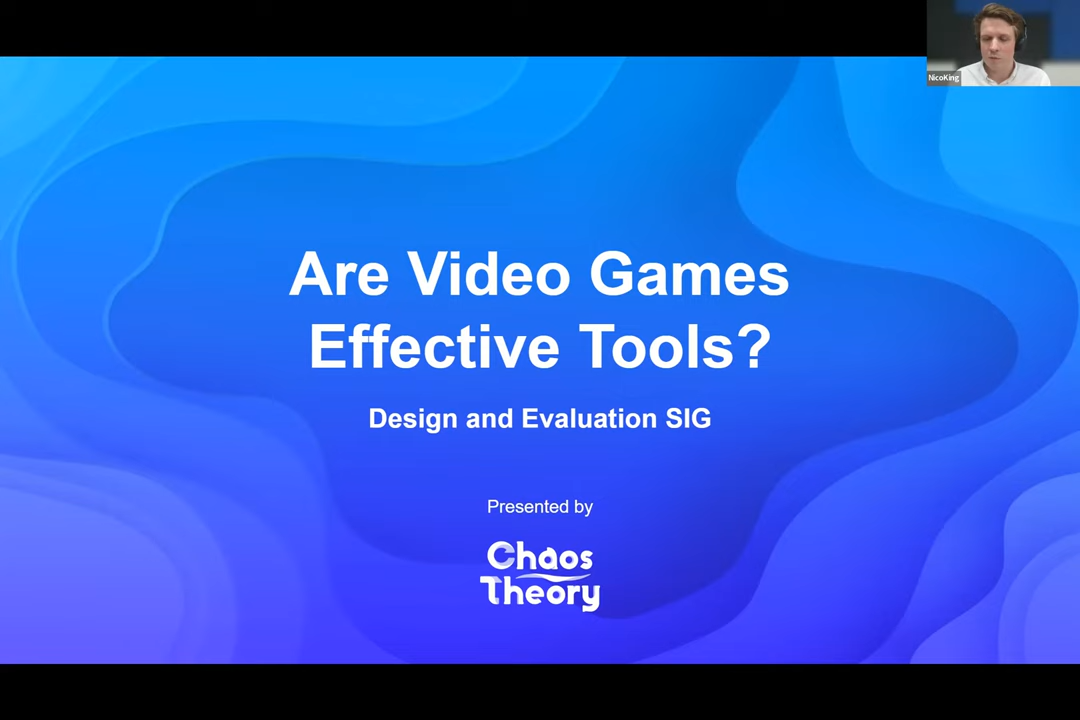 NicoKing
Are Video Games
Effective Tools?
Design and Evaluation SIG
Presented by
Chaos
Theory